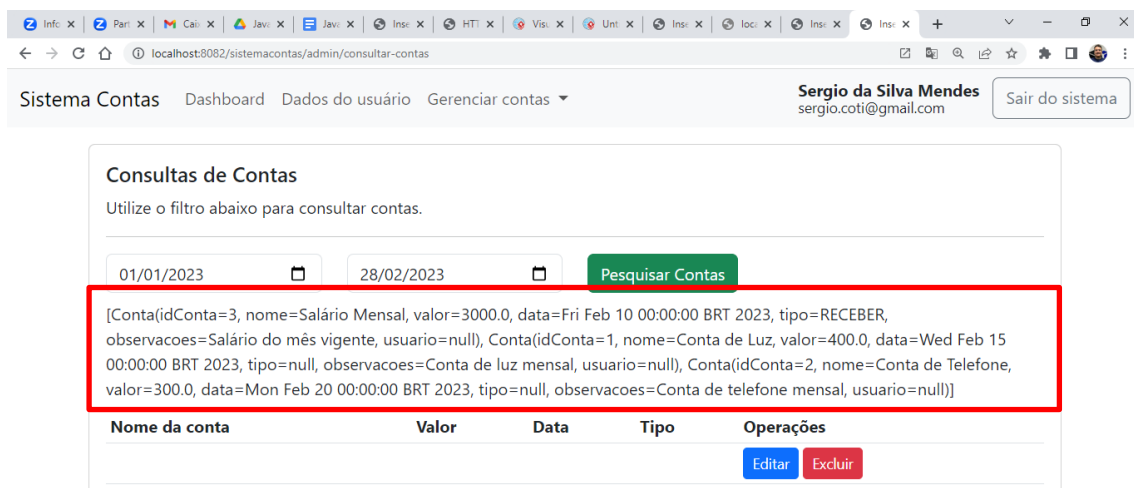 Info
Part
Caix
Java
Java
Inse
HTT
Visu
Unt
Inse
loca
Inse
Inse
localhost:8082/sistemacontas/admin/consultar-contas
Sistema Contas Dashboard Dados do usuário Gerenciar contas
Sergio da Silva Mendes
sergio.coti@gmail.com
Sair do sistema
Consultas de Contas
Utilize o filtro abaixo para consultar contas.
01/01/2023 28/02/2023 Pesquisar Contas
[Conta(idConta=3, nome=Salário Mensal, valor=3000.0, data=Fri Feb 10 00:00:00 BRT 2023, tipo=RECEBER,
observacoes=Salário do mês vigente, usuario=null), Conta(idConta=1, nome=Conta de Luz, valor=400.0, data=Wed Feb 15
00:00:00 BRT 2023, tipo=null, observacoes=Conta de luz mensal, usuario=null), Conta(idConta=2, nome=Conta de Telefone,
valor=300.0, data=Mon Feb 20 00:00:00 BRT 2023, tipo=null, observacoes=Conta de telefone mensal, usuario=null)]
Nome da conta Valor Data Tipo Operações
Editar Excluir